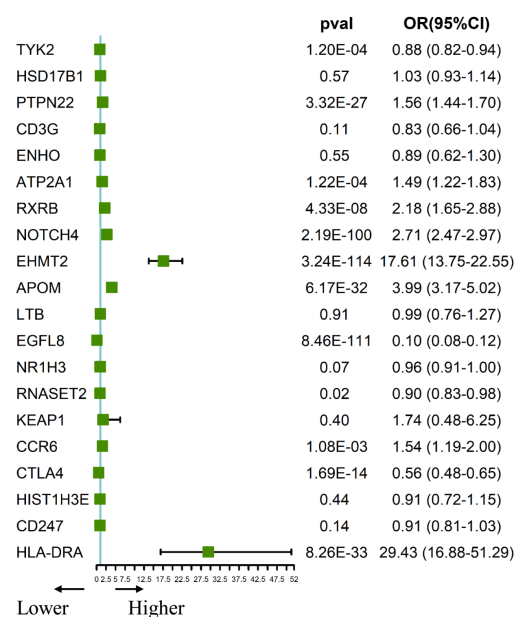 pval OR(95%CI)
TYK2 1.20E-04 0.88 (0.82-0.94)
HSD17B1 0.57 1.03 (0.93-1.14)
PTPN22 3.32E-27 1.56 (1.44-1.70)
CD3G 0.11 0.83 (0.66-1.04)
ENHO 0.55 0.89 (0.62-1.30)
ATP2A1 1.22E-04 1.49 (1.22-1.83)
RXRB 4.33E-08 2.18 (1.65-2.88)
NOTCH4 2.19E-100 2.71 (2.47-2.97)
EHMT2 3.24E-114 17.61 (13.75-22.55)
APOM 6.17E-32 3.99 (3.17-5.02)
LTB 0.91 0.99 (0.76-1.27)
EGFL8 8.46E-111 0.10 (0.08-0.12)
NR1H3 0.07 0.96 (0.91-1.00)
RNASET2 0.02 0.90 (0.83-0.98)
KEAP1 0.40 1.74 (0.48-6.25)
CCR6 1.08E-03 1.54 (1.19-2.00)
CTLA4 1.69E-14 0.56 (0.48-0.65)
HIST1H3E 0.44 0.91 (0.72-1.15)
CD247 0.14 0.91 (0.81-1.03)
HLA-DRA 8.26E-33 29.43 (16.88-51.29)
0 2.5 5 7.5 12.5 17.5 22.5 27.5 32.5 37.5 42.5 47.5 52
Lower Higher